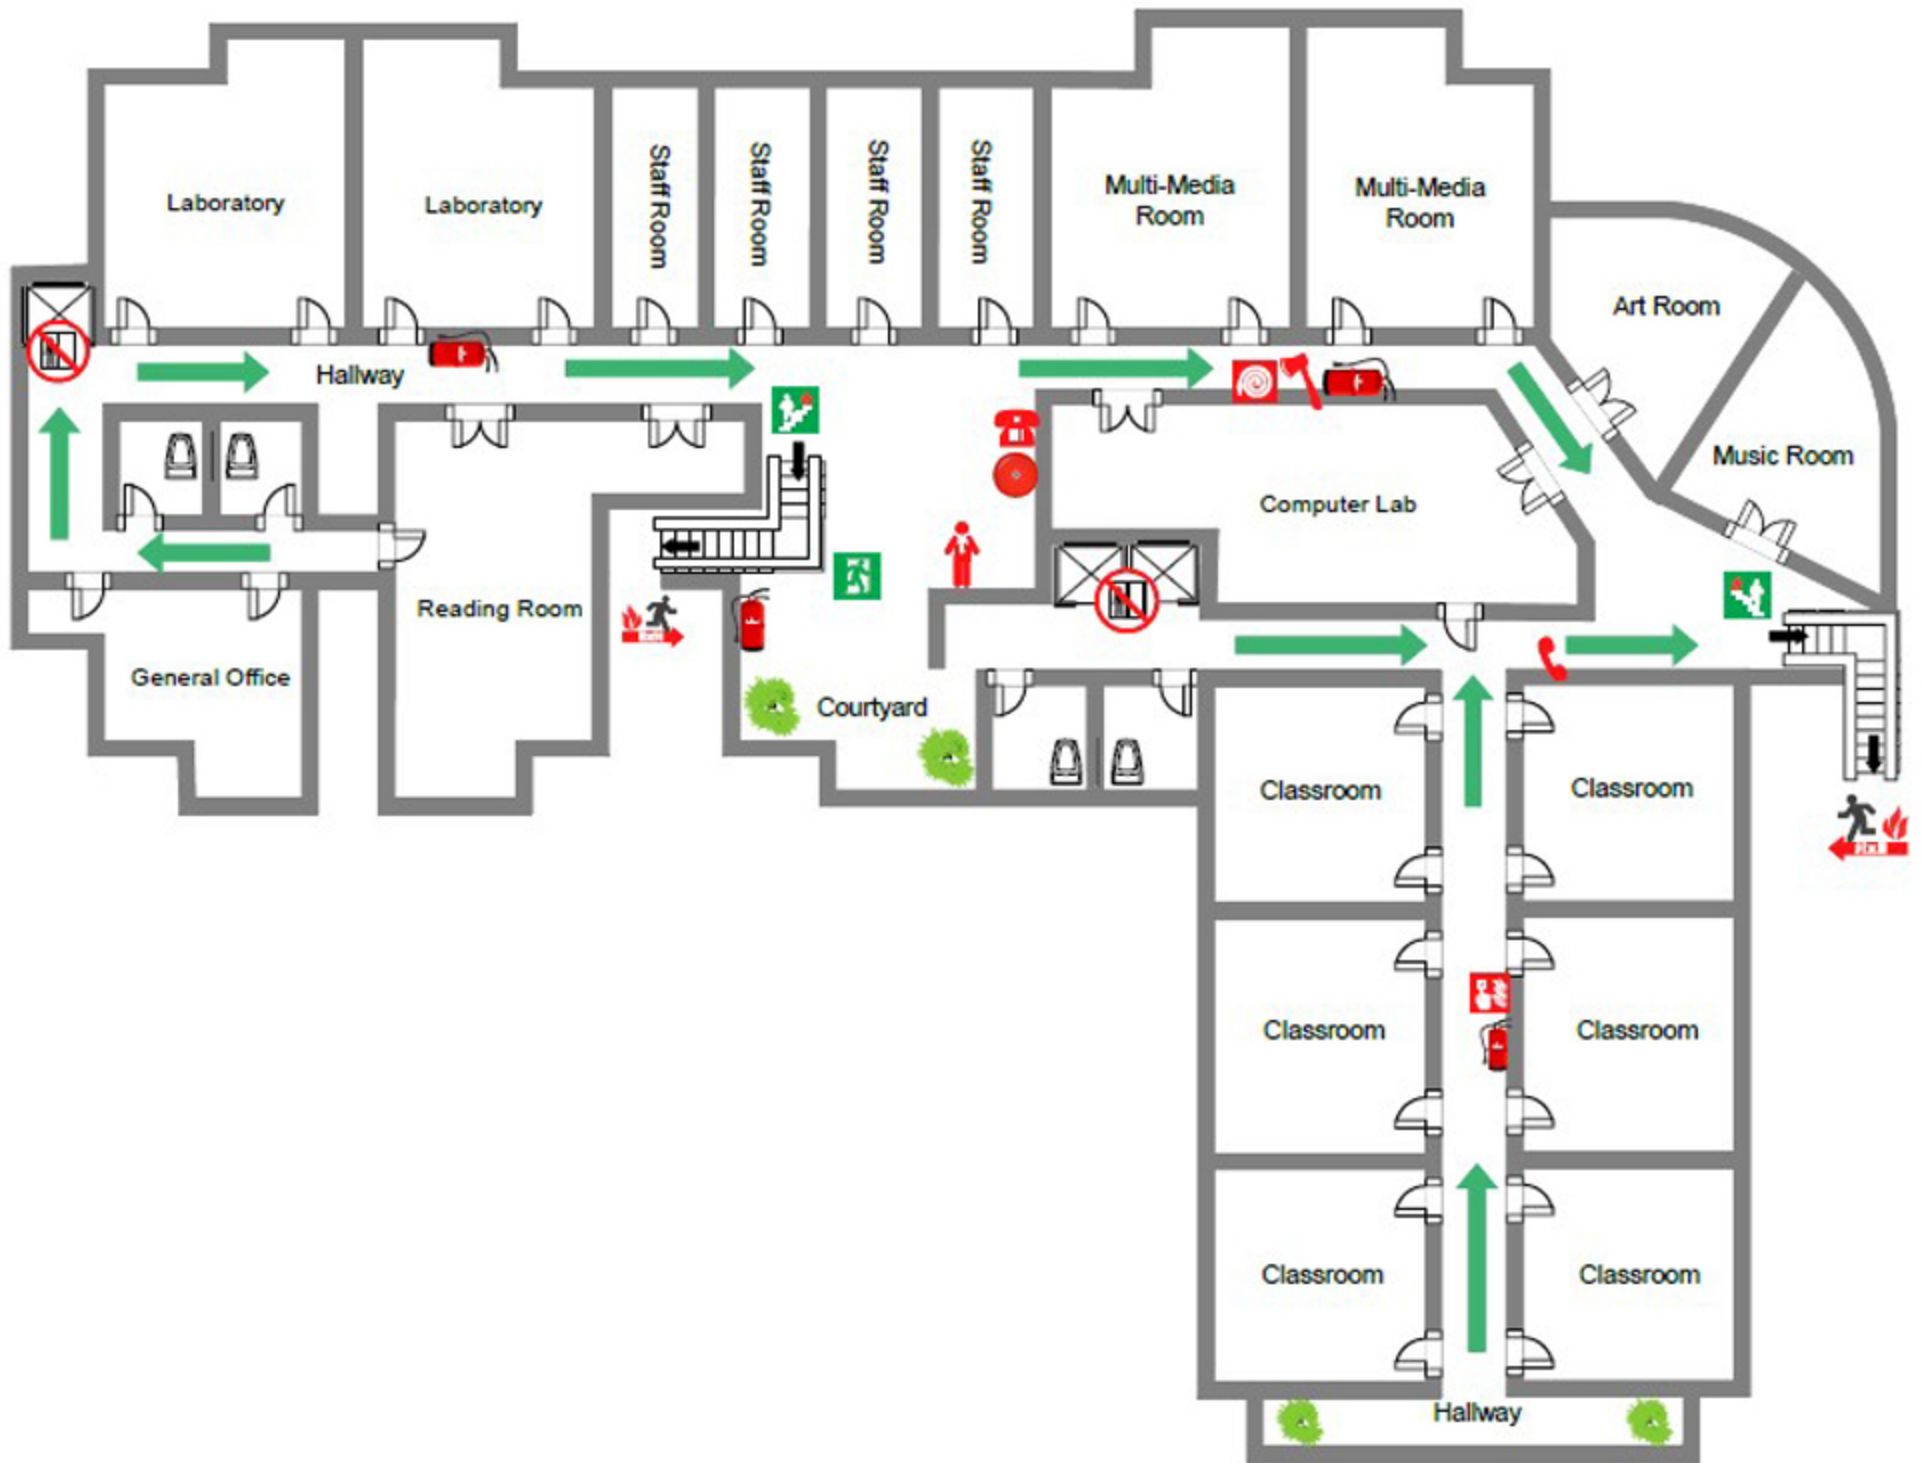 Laboratory
Laboratory
Staff Room
Staff Room
Staff Room
Staff Room
Multi-Media
Room
Multi-Media
Room
Art Room
Hallway
Music Room
Computer Lab
Reading Room
General Office
Courtyard
Classroom
Classroom
Classroom
Classroom
Classroom
Classroom
Hallway